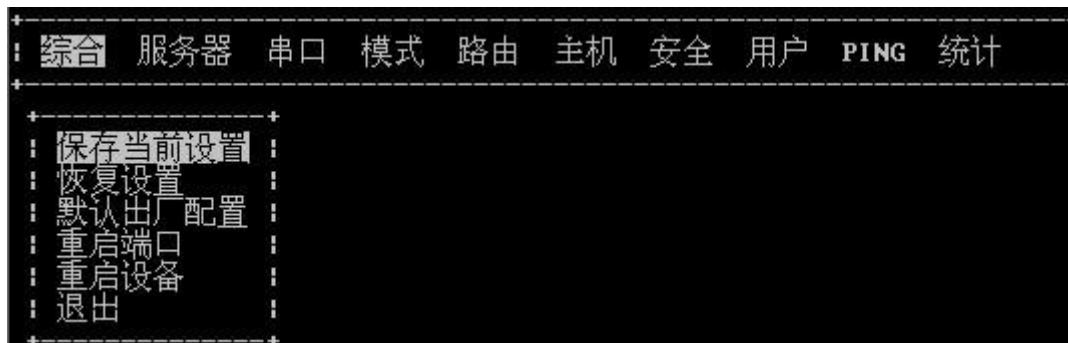 综合 服务器 串口 模式 路由 主机 安全 用户 PING 统计
保存当前设置
恢复设置
默认出厂配置
重启端口
重启设备
退出